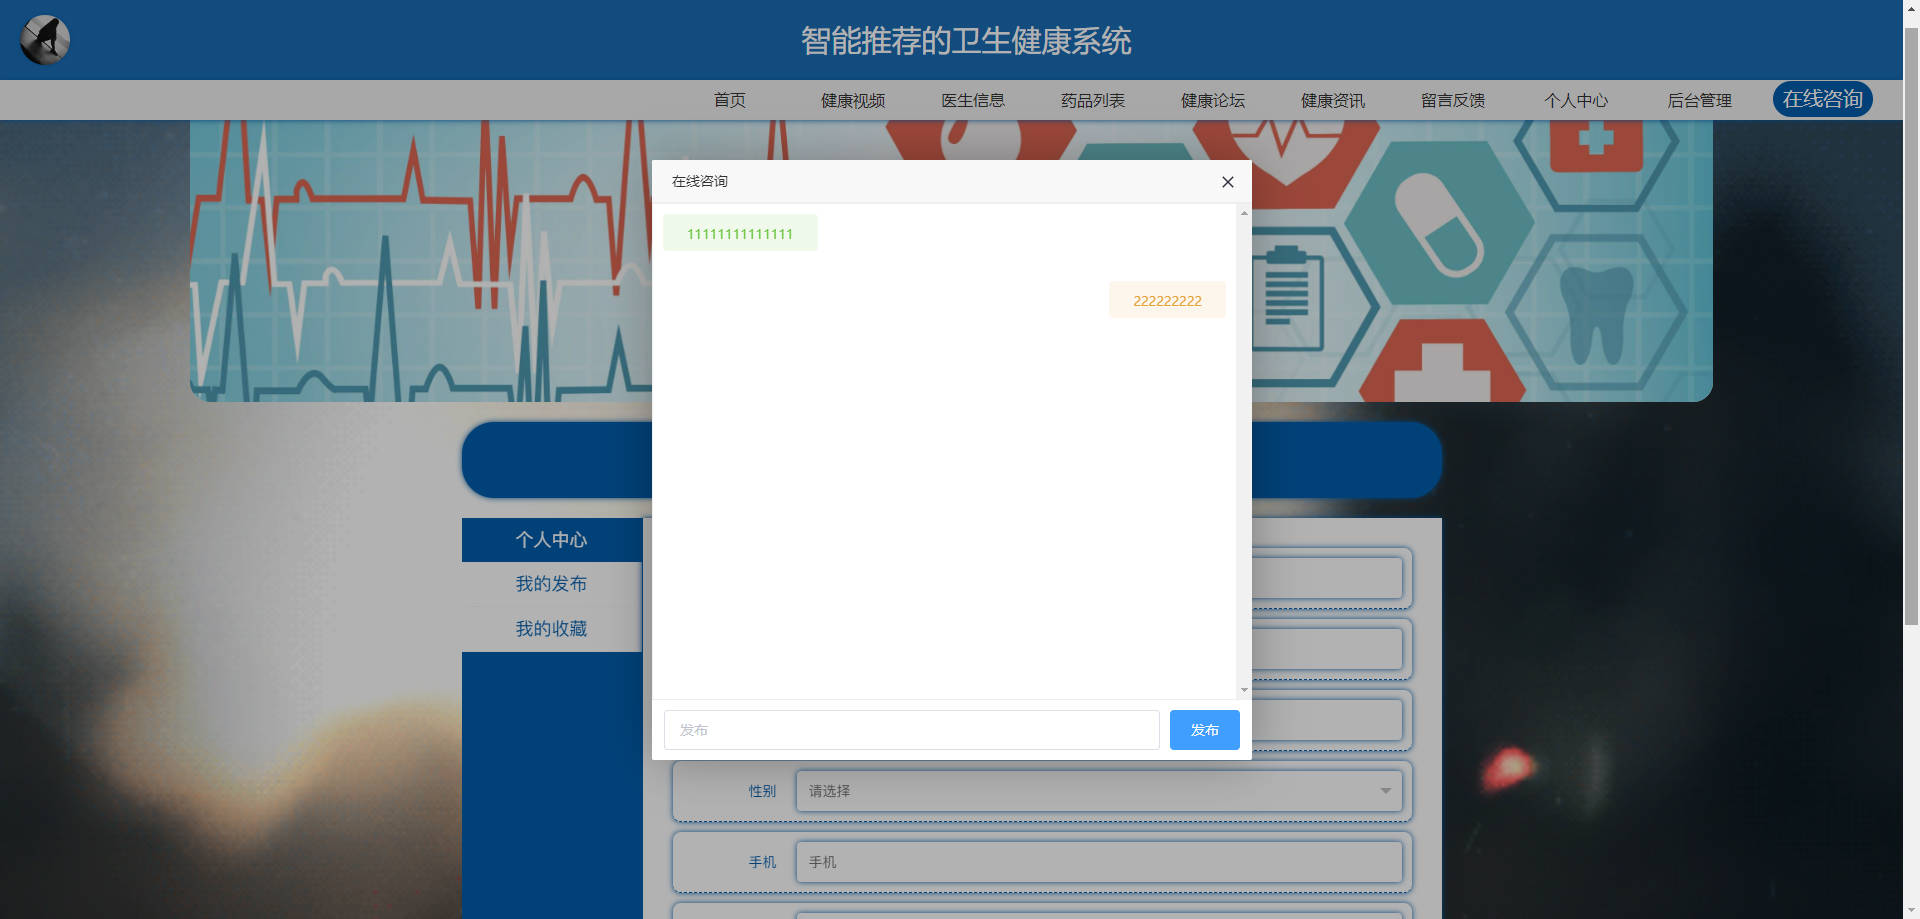 智能推荐的卫生健康系统
首页 健康视频 医生信息 药品列表 健康论坛 健康资讯 留言反馈 个人中心 后台管理 在线咨询
在线咨询
11111111111111
222222222
发布 发布
个人中心
我的发布
我的收藏
性别 请选择
手机 手机